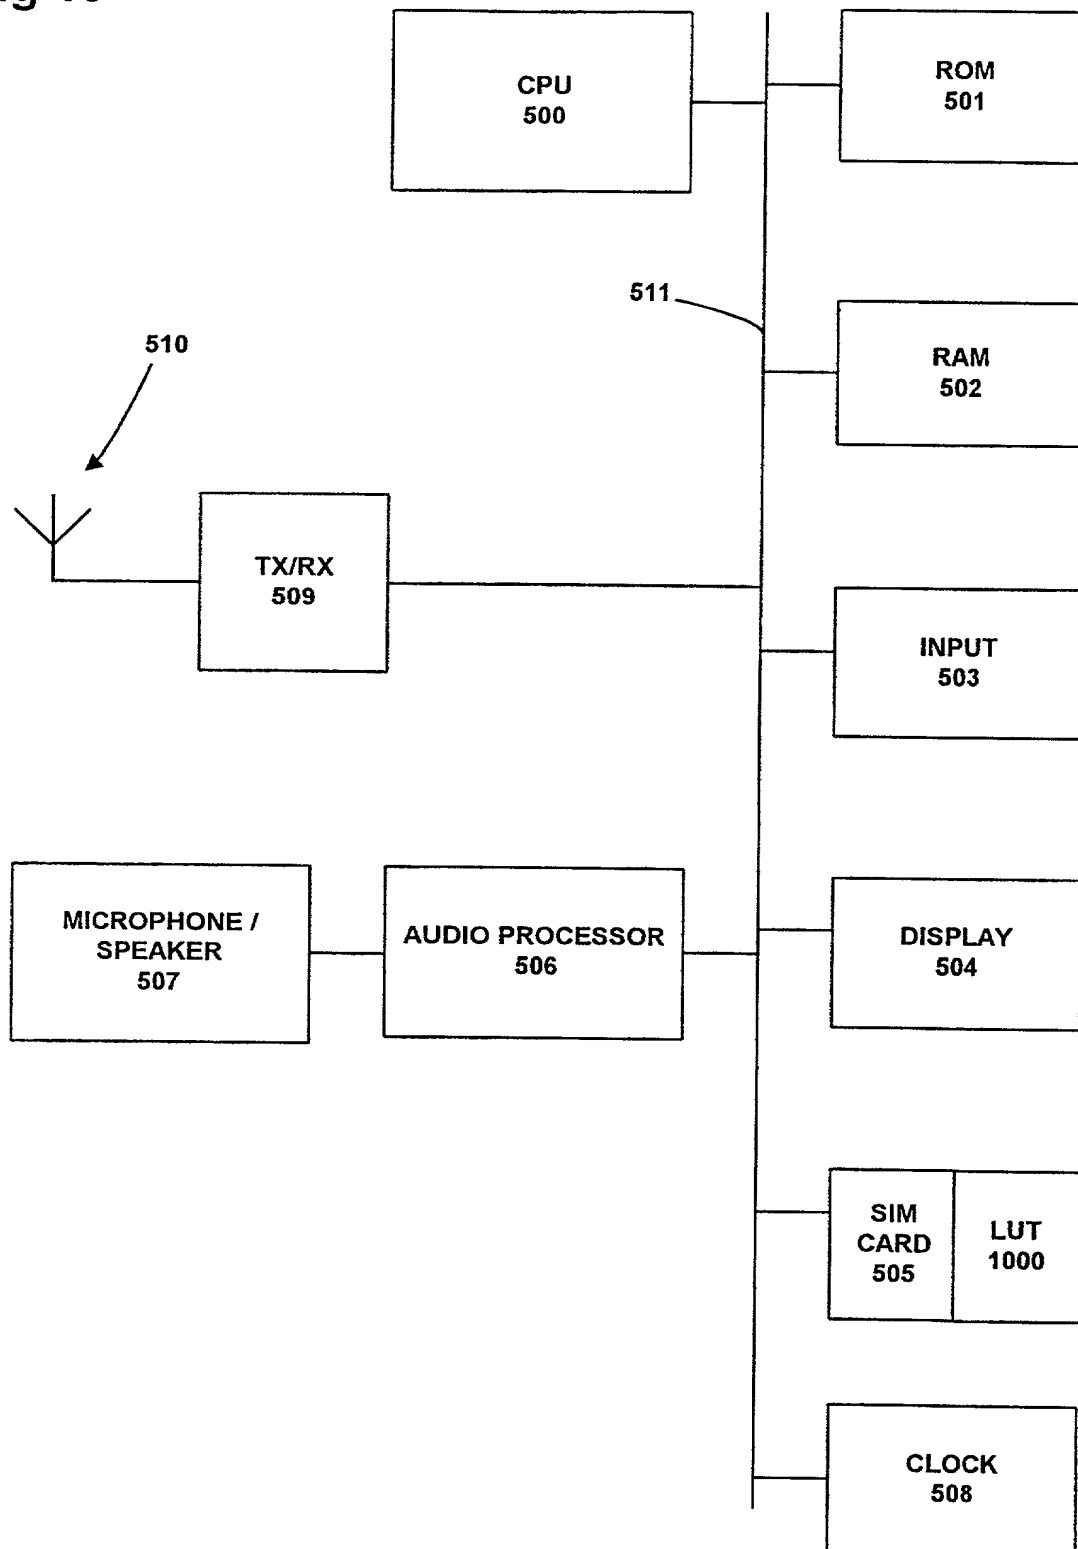 CPU
500
ROM
501
511
RAM
502
510
TX/RX
509
INPUT
503
MICROPHONE /
SPEAKER
507
AUDIO PROCESSOR
506
DISPLAY
504
SIM
CARD
505
LUT
1000
CLOCK
508